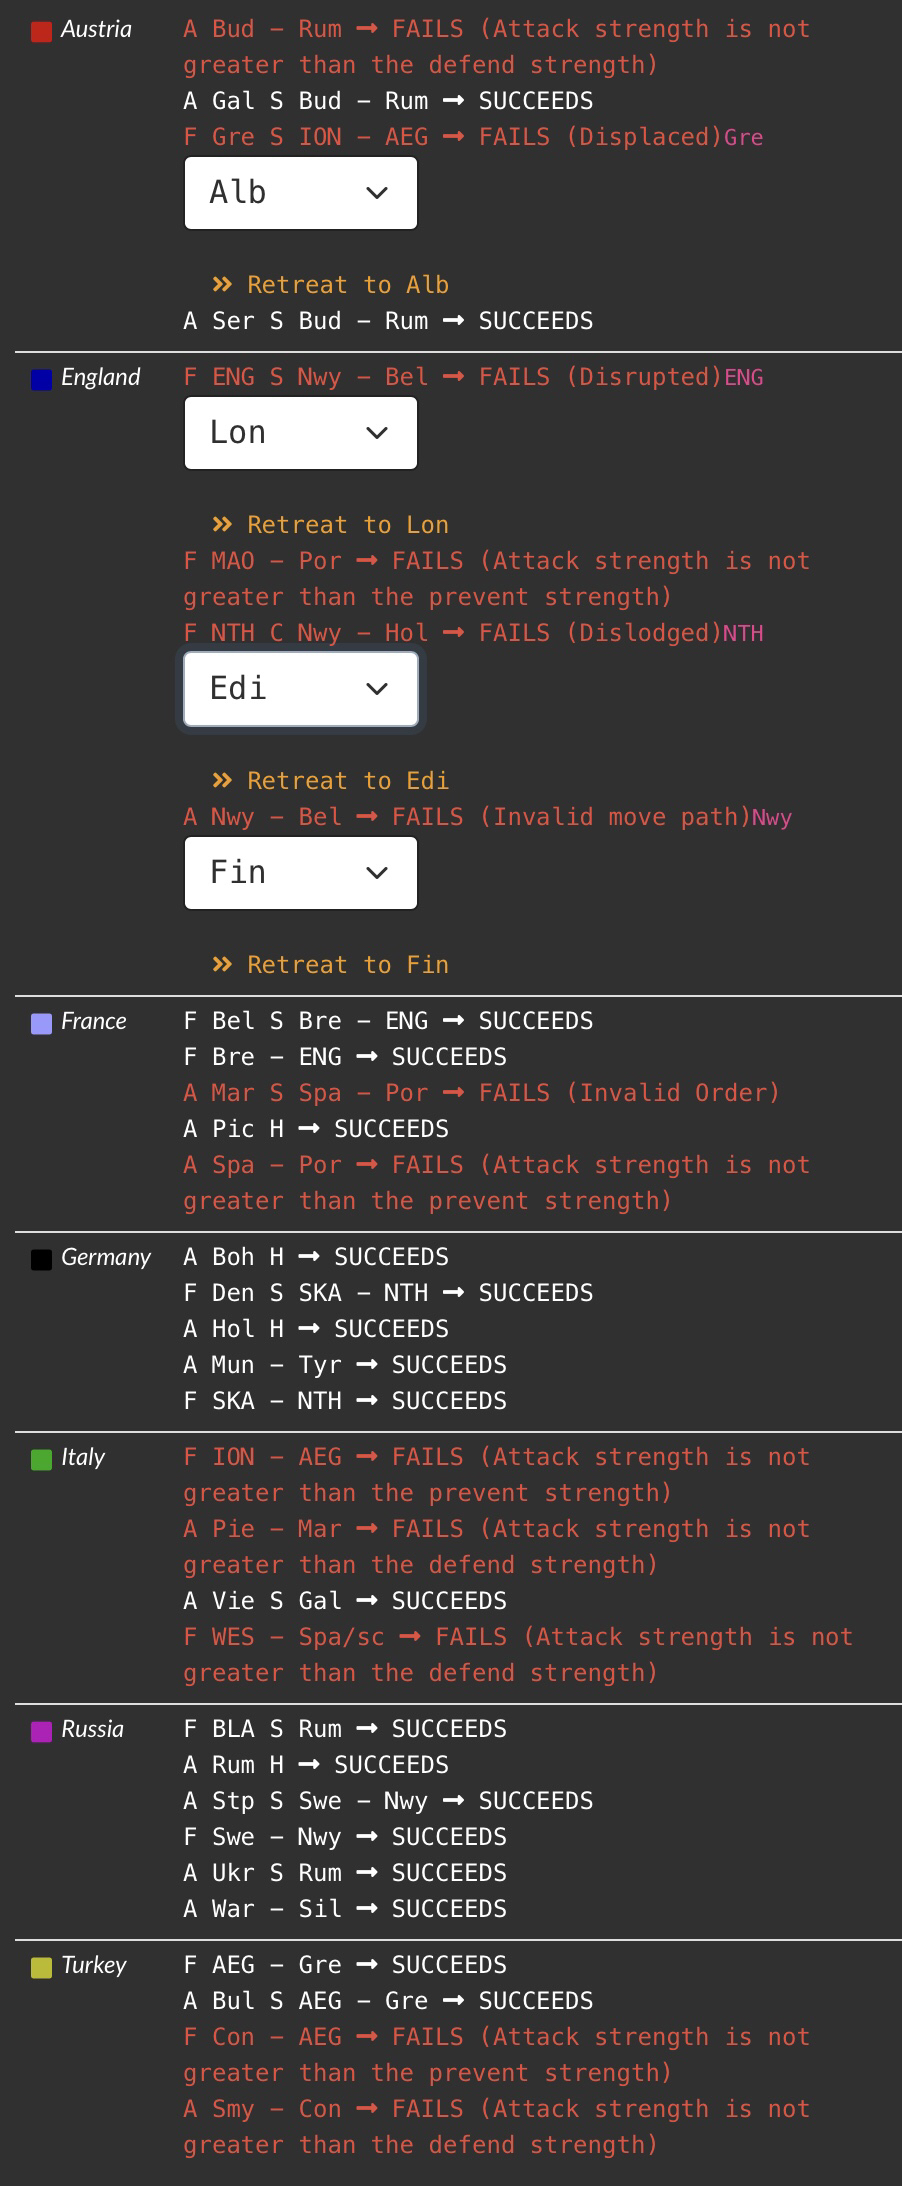 Austria A Bud – Rum ➞ FAILS (Attack strength is not
greater than the defend strength)
A Gal S Bud – Rum ➞ SUCCEEDS
F Gre S ION – AEG ➞ FAILS (Displaced)Gre
Alb
» Retreat to Alb
A Ser S Bud – Rum ➞ SUCCEEDS
England F ENG S Nwy – Bel ➞ FAILS (Disrupted)ENG
Lon
» Retreat to Lon
F MAO – Por ➞ FAILS (Attack strength is not
greater than the prevent strength)
F NTH C Nwy – Hol ➞ FAILS (Dislodged)NTH
Edi
» Retreat to Edi
A Nwy – Bel ➞ FAILS (Invalid move path)Nwy
Fin
» Retreat to Fin
France F Bel S Bre – ENG ➞ SUCCEEDS
F Bre – ENG ➞ SUCCEEDS
A Mar S Spa – Por ➞ FAILS (Invalid Order)
A Pic H ➞ SUCCEEDS
A Spa – Por ➞ FAILS (Attack strength is not
greater than the prevent strength)
Germany A Boh H ➞ SUCCEEDS
F Den S SKA – NTH ➞ SUCCEEDS
A Hol H ➞ SUCCEEDS
A Mun – Tyr ➞ SUCCEEDS
F SKA – NTH ➞ SUCCEEDS
Italy F ION – AEG ➞ FAILS (Attack strength is not
greater than the prevent strength)
A Pie – Mar ➞ FAILS (Attack strength is not
greater than the defend strength)
A Vie S Gal ➞ SUCCEEDS
F WES – Spa/sc ➞ FAILS (Attack strength is not
greater than the defend strength)
Russia F BLA S Rum ➞ SUCCEEDS
A Rum H ➞ SUCCEEDS
A Stp S Swe – Nwy ➞ SUCCEEDS
F Swe – Nwy ➞ SUCCEEDS
A Ukr S Rum ➞ SUCCEEDS
A War – Sil ➞ SUCCEEDS
Turkey F AEG – Gre ➞ SUCCEEDS
A Bul S AEG – Gre ➞ SUCCEEDS
F Con – AEG ➞ FAILS (Attack strength is not
greater than the prevent strength)
A Smy – Con ➞ FAILS (Attack strength is not
greater than the defend strength)